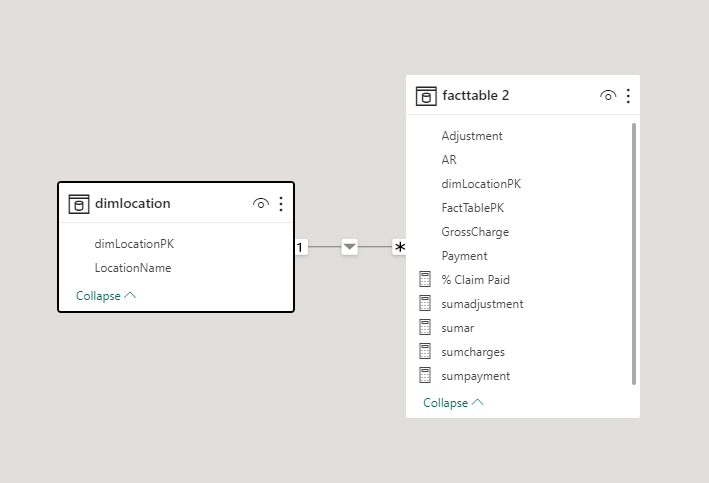 dimlocation
dimLocationPK
LocationName
Collapse
1
*
facttable 2
Adjustment
AR
dimLocationPK
FactTablePK
GrossCharge
Payment
% Claim Paid
sumadjustment
sumar
sumcharges
sumpayment
Collapse